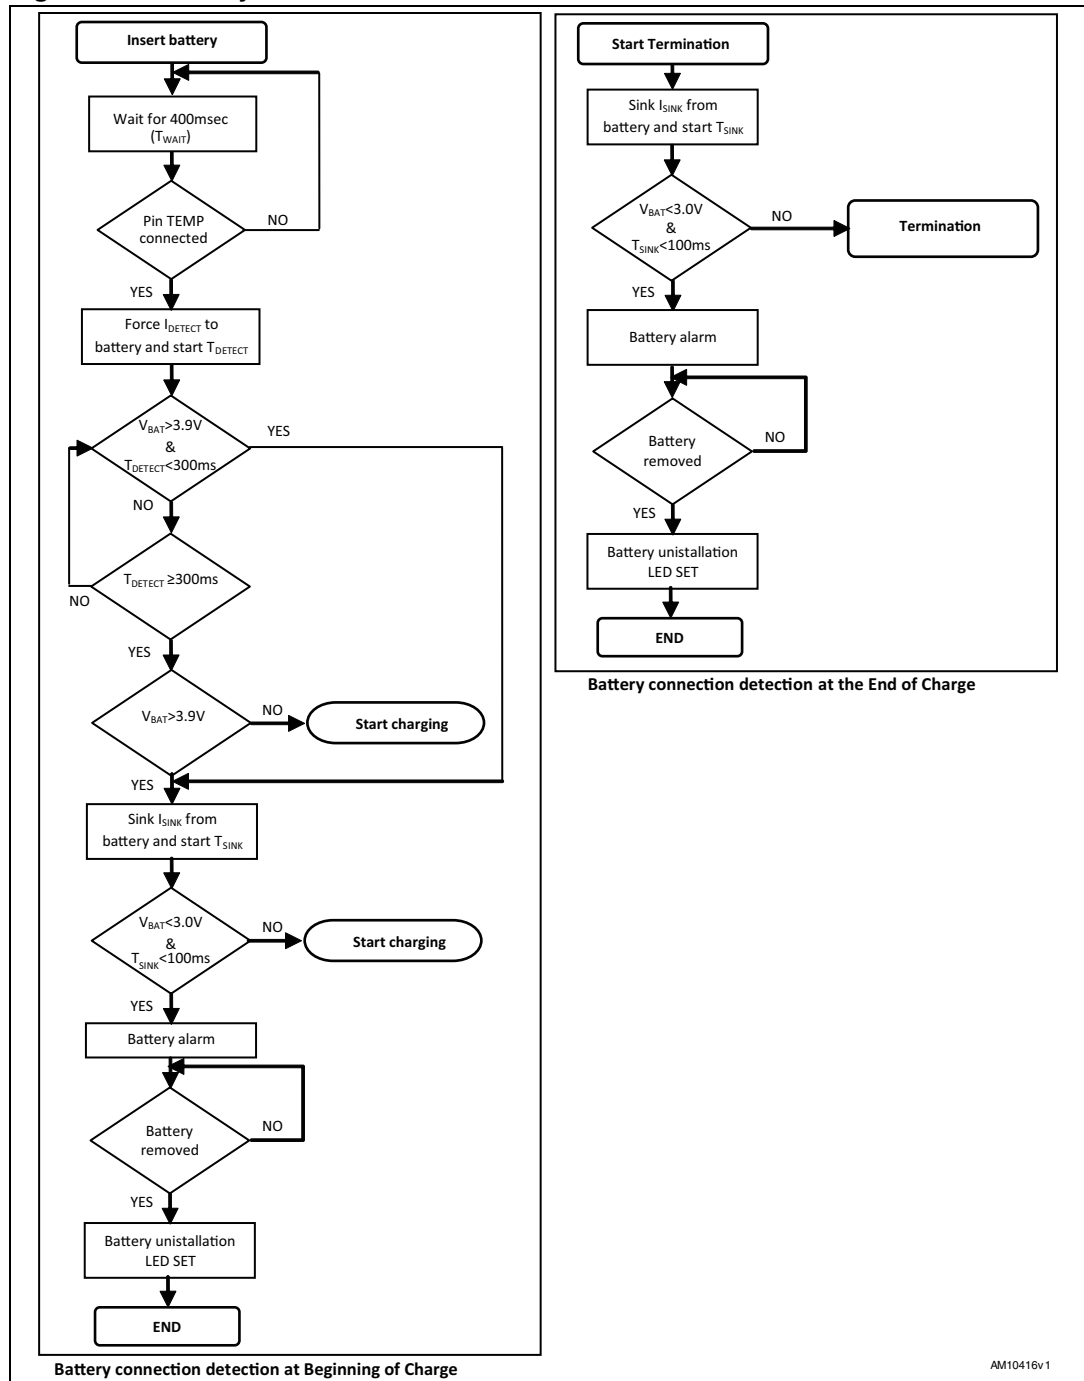 Insert battery
Wait for 400msec
(TWAIT)
Pin TEMP
connected
NO
YES
Force IDETECT to
battery and start TDETECT
VBAT>3.9V
&
TDETECT<300ms
YES
NO
TDETECT ≥300ms
NO
YES
VBAT>3.9V
NO
Start charging
YES
Sink ISINK from
battery and start TSINK
VBAT<3.0V
&
TSINK<100ms
NO
Start charging
YES
Battery alarm
Battery
removed
NO
YES
Battery unistallation
LED SET
END
Battery connection detection at Beginning of Charge
Start Termination
Sink ISINK from
battery and start TSINK
VBAT<3.0V
&
TSINK<100ms
NO
Termination
YES
Battery alarm
Battery
removed
NO
YES
Battery unistallation
LED SET
END
Battery connection detection at the End of Charge
AM10416v1